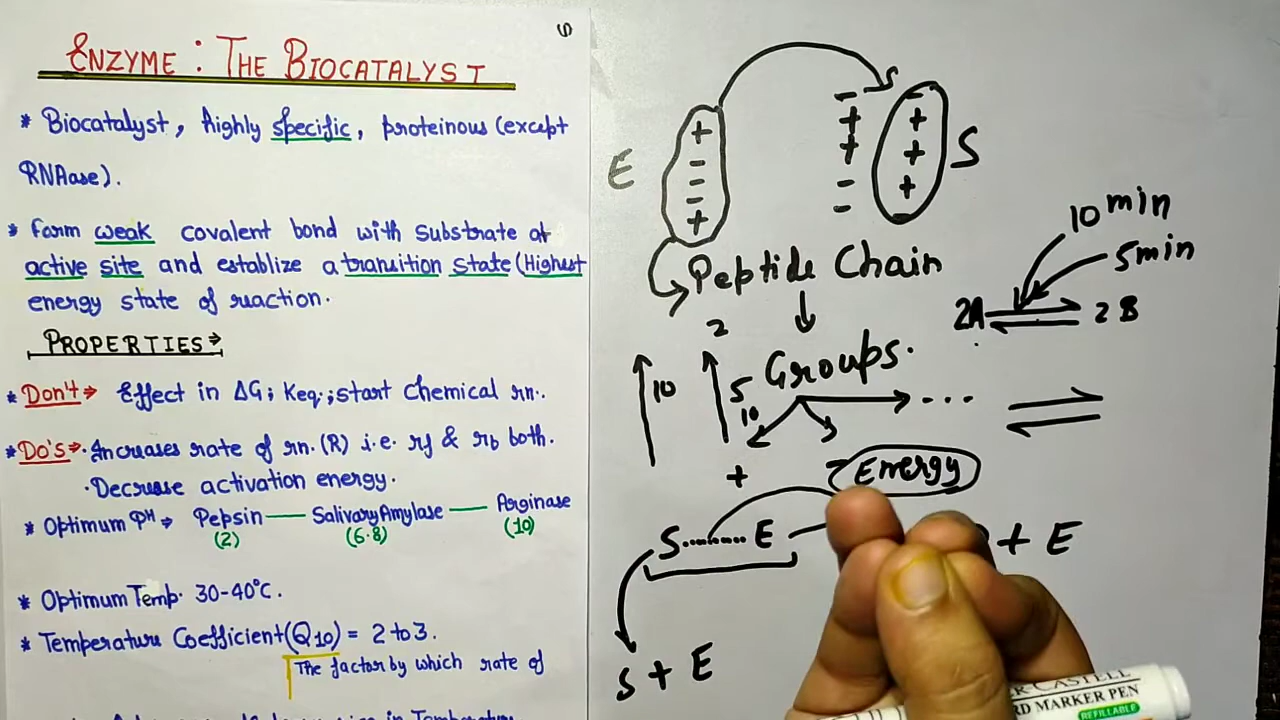 ENZYME : THE BIOCATALYST
* Biocatalyst, highly specific, proteinous (except
RNAase).
* Form weak covalent bond with substrate at
active site and establize a transition state (Highest
energy state of reaction.
PROPERTIES →
* Don't → Effect in ΔG; Keq.; start chemical rn.
* Do's → · Increases rate of rn. (R) i.e. rf & rb both.
· Decrease activation energy.
* Optimum PH ⇒ Pepsin — Salivary Amylase — Arginase
(2) (6.8) (10)
* Optimum Temp. 30-40°C.
* Temperature Coefficient (Q10) = 2 to 3.
The factor by which rate of
E
+
-
-
-
+
S
-
+
+
-
-
-
+
+
+
S
Peptide Chain
10 min
5 min
2A ⇌ 2B
Groups.
2
10
5
10
...
⇌
+
Energy
S........E
+ E
S + E
MARKER PEN
REFILLABLE